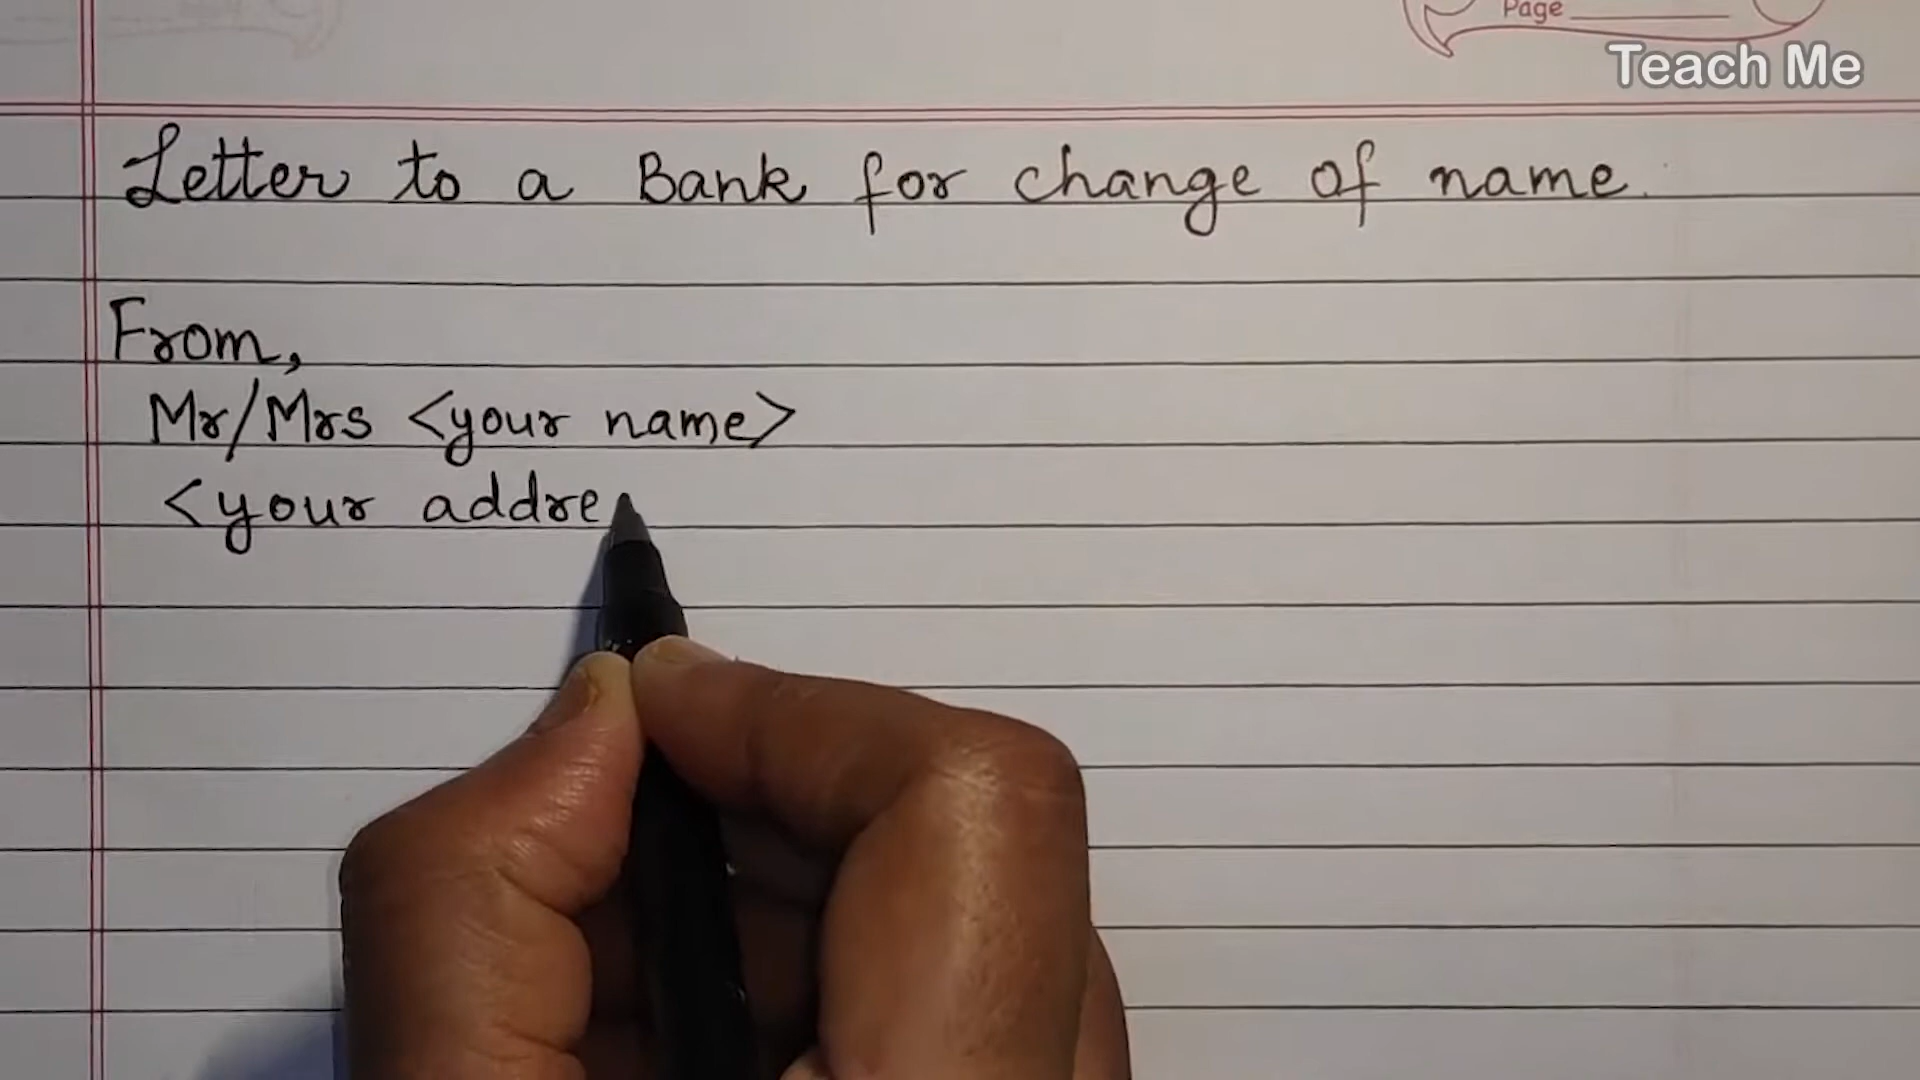 Page
Teach Me
Letter to a Bank for change of name.
From,
Mr/Mrs <your name>
<your addre